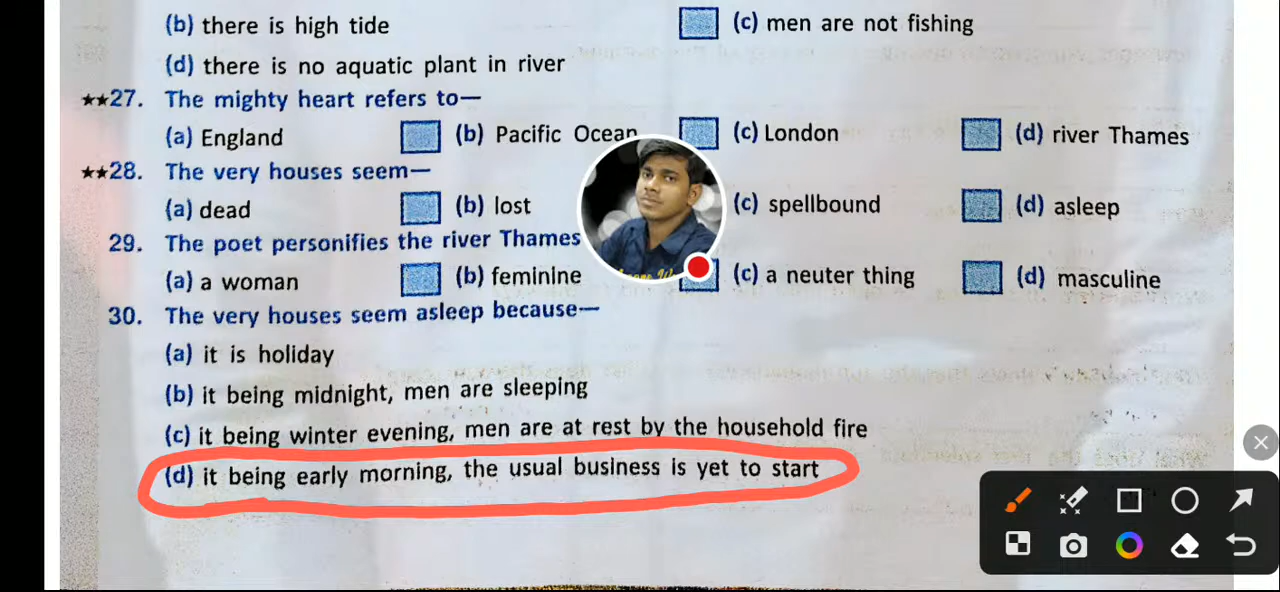 (b) there is high tide (c) men are not fishing
(d) there is no aquatic plant in river
★★27. The mighty heart refers to—
(a) England (b) Pacific Ocean (c) London (d) river Thames
★★28. The very houses seem—
(a) dead (b) lost (c) spellbound (d) asleep
29. The poet personifies the river Thames
(a) a woman (b) feminine (c) a neuter thing (d) masculine
30. The very houses seem asleep because—
(a) it is holiday
(b) it being midnight, men are sleeping
(c) it being winter evening, men are at rest by the household fire
(d) it being early morning, the usual business is yet to start